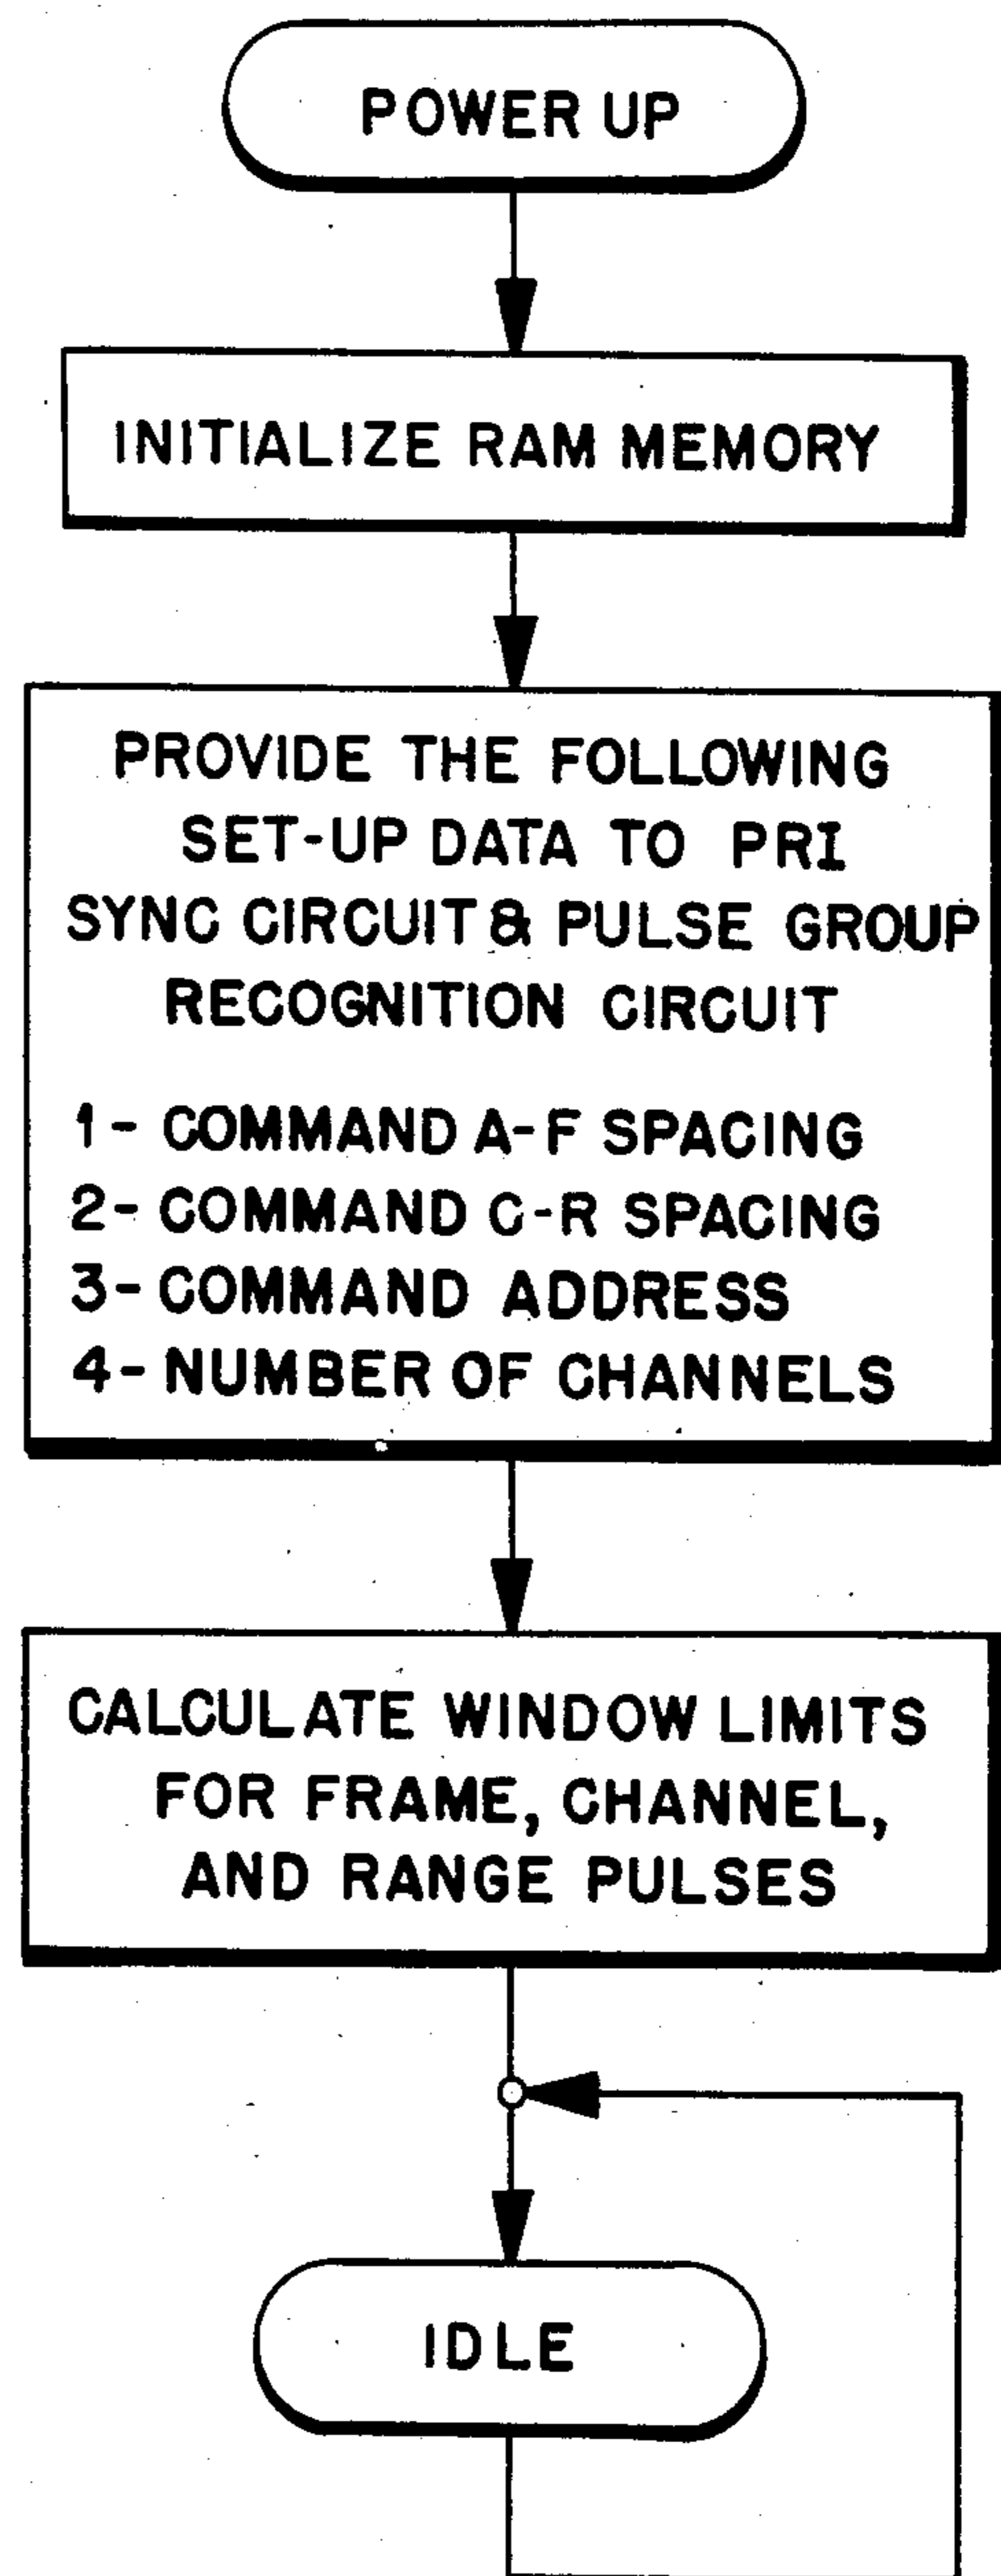 POWER UP
INITIALIZE RAM MEMORY
PROVIDE THE FOLLOWING
SET-UP DATA TO PRI
SYNC CIRCUIT & PULSE GROUP
RECOGNITION CIRCUIT
1- COMMAND A-F SPACING
2- COMMAND C-R SPACING
3- COMMAND ADDRESS
4- NUMBER OF CHANNELS
CALCULATE WINDOW LIMITS
FOR FRAME, CHANNEL,
AND RANGE PULSES
IDLE